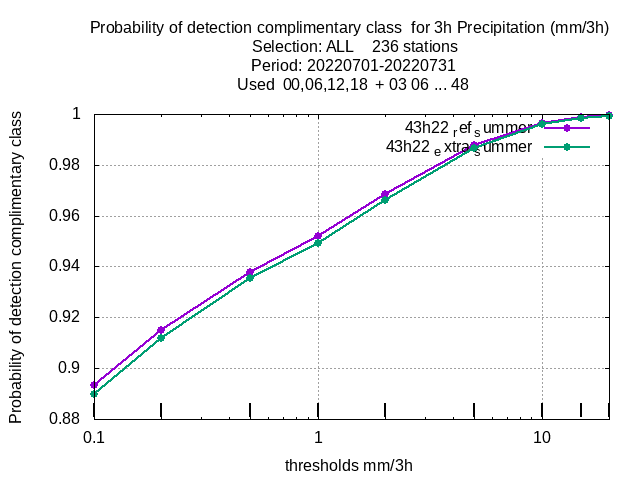 Probability of detection complimentary class for 3h Precipitation (mm/3h)
Selection: ALL 236 stations
Period: 20220701-20220731
Used 00,06,12,18 + 03 06 ... 48
Probability of detection complimentary class
1
0.98
0.96
0.94
0.92
0.9
0.88
43h22 ref summer
43h22 extra summer
0.1
1
10
thresholds mm/3h